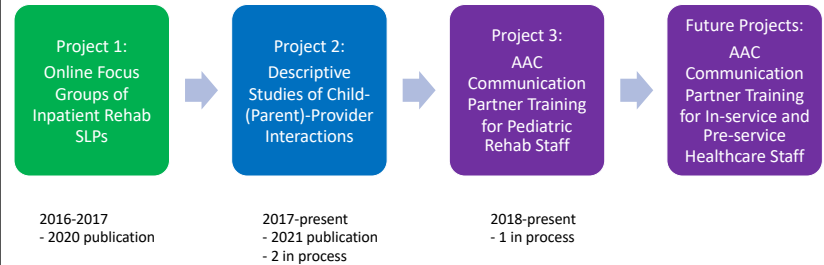 Project 1:
Online Focus
Groups of
Inpatient Rehab
SLPs
Project 2:
Descriptive
Studies of Child-
(Parent)-Provider
Interactions
Project 3:
AAC
Communication
Partner Training
for Pediatric
Rehab Staff
Future Projects:
AAC
Communication
Partner Training
for In-service and
Pre-service
Healthcare Staff
2016-2017
- 2020 publication
2017-present
- 2021 publication
- 2 in process
2018-present
- 1 in process